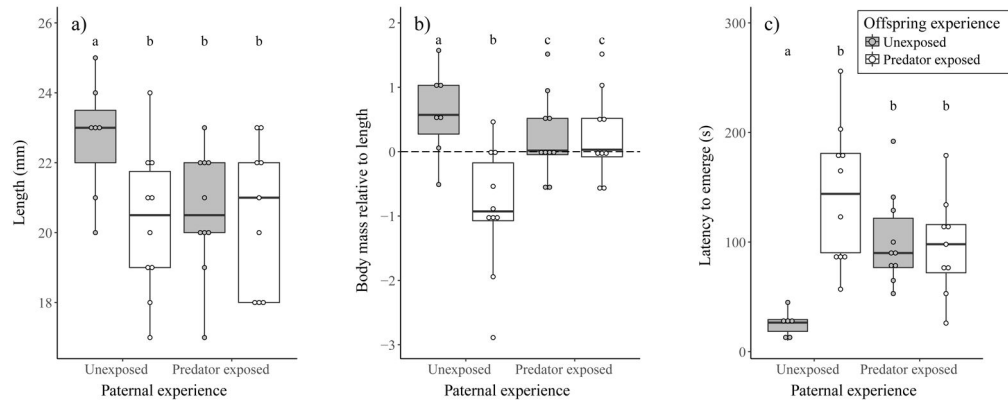 a)
26
24
22
20
18
Length (mm)
a b b b
Unexposed Predator exposed
Paternal experience
b)
2
1
0
−1
−2
−3
Body mass relative to length
a b c c
Unexposed Predator exposed
Paternal experience
c)
300
200
100
0
Latency to emerge (s)
a b b b
Unexposed Predator exposed
Paternal experience
Offspring experience
Unexposed
Predator exposed